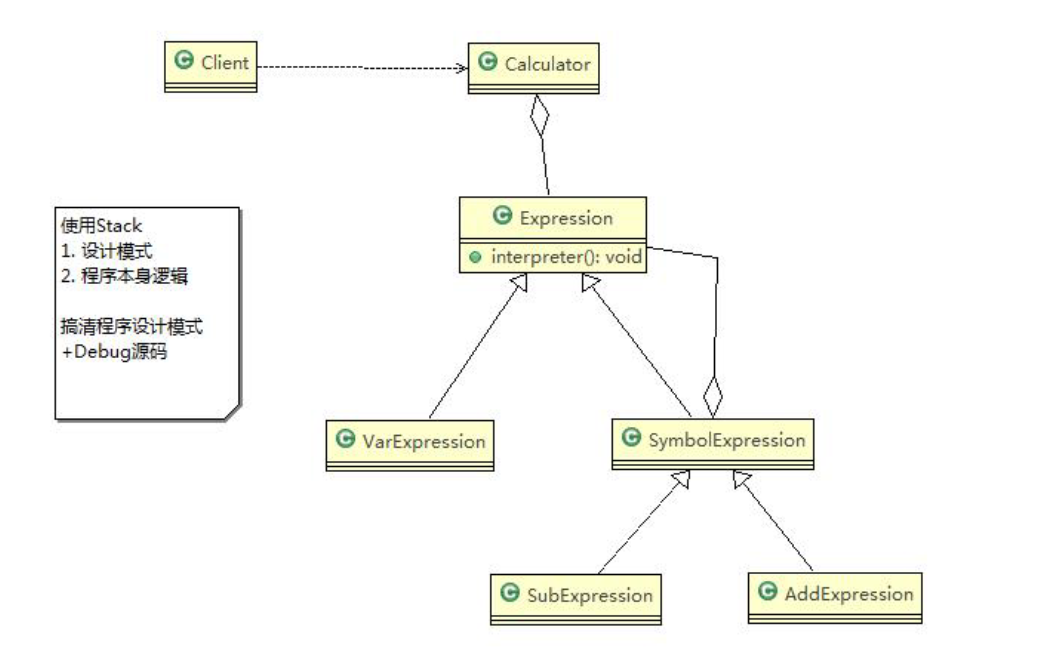 Client
Calculator
Expression
interpreter(): void
使用Stack
1. 设计模式
2. 程序本身逻辑
搞清程序设计模式
+Debug源码
VarExpression
SymbolExpression
SubExpression
AddExpression